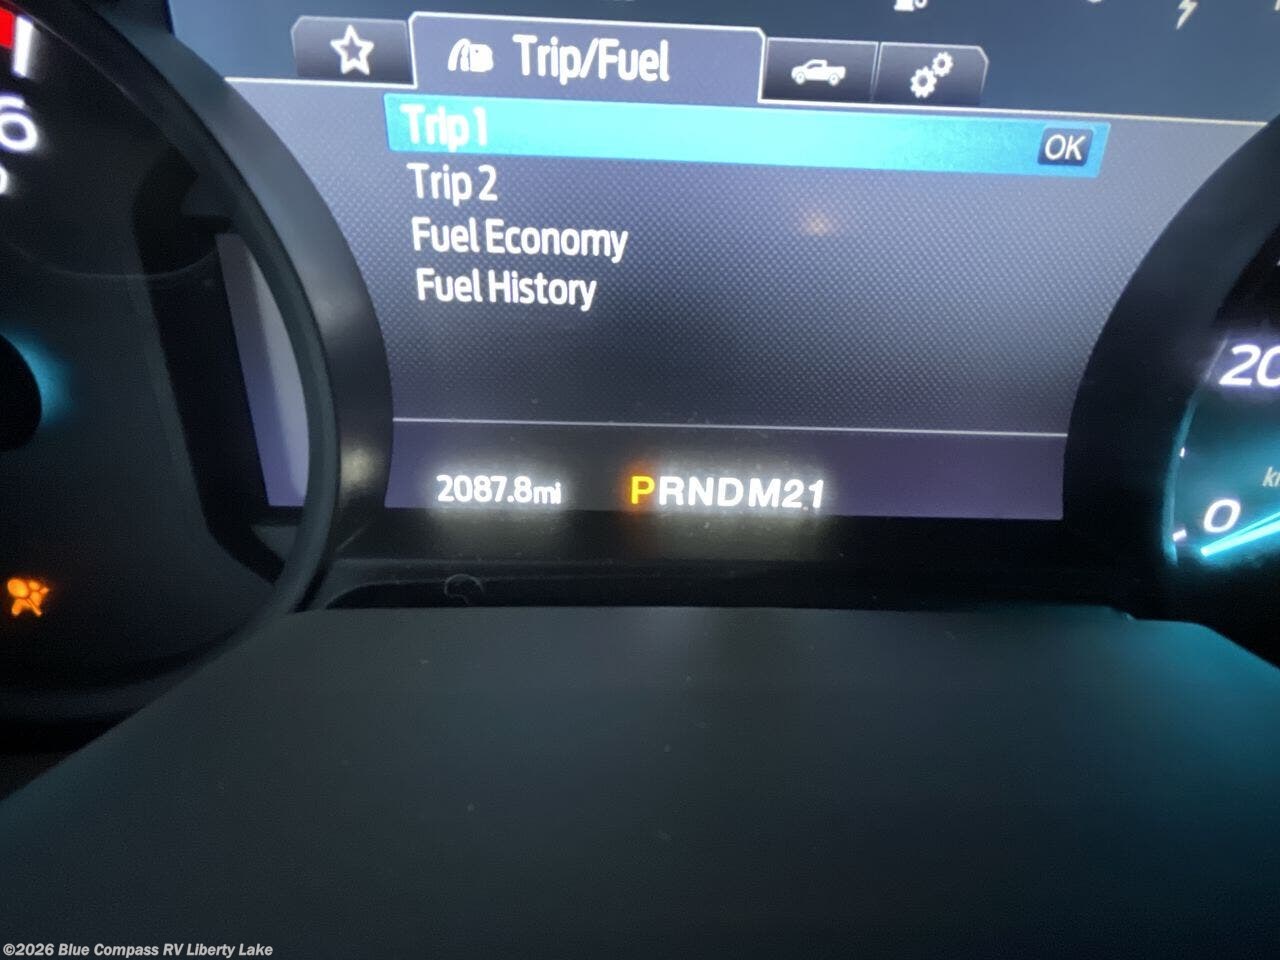 Trip/Fuel
Trip 1
OK
Trip 2
Fuel Economy
Fuel History
2087.8mi
PRNDM21
6
20
0
©2026 Blue Compass RV Liberty Lake